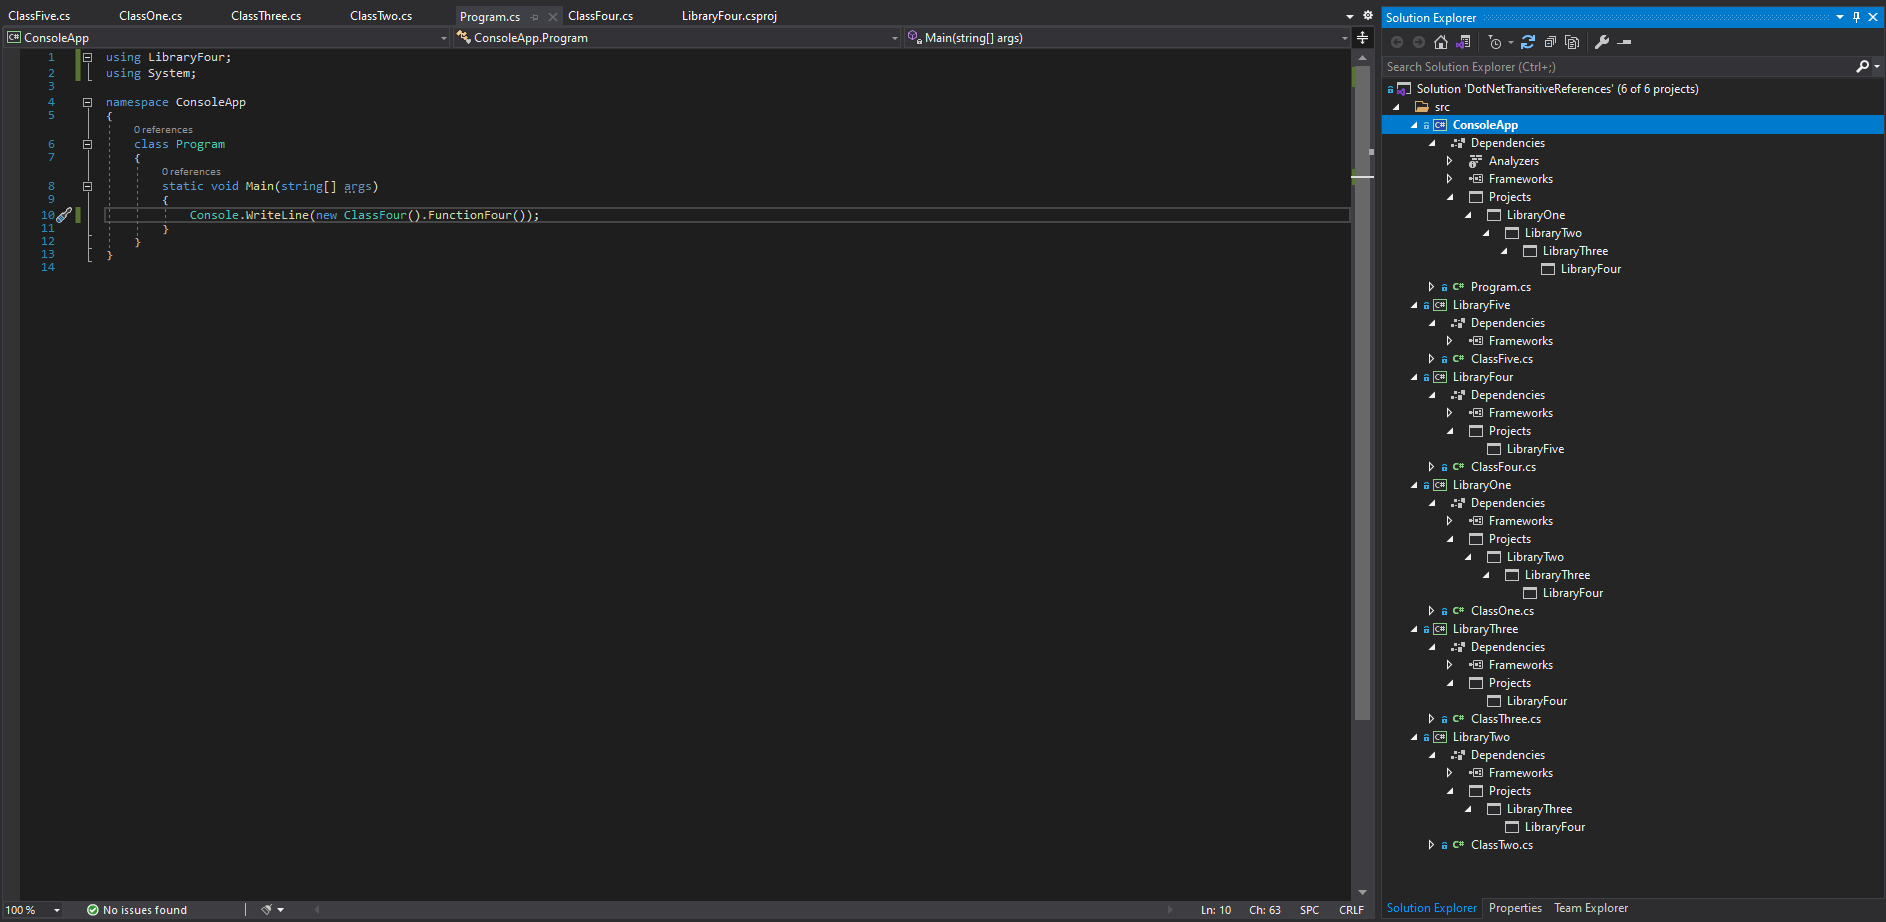 ClassFive.cs ClassOne.cs ClassThree.cs ClassTwo.cs Program.cs ClassFour.cs LibraryFour.csproj
C# ConsoleApp ConsoleApp.Program Main(string[] args)
1 using LibraryFour;
2 using System;
3
4 namespace ConsoleApp
5 {
0 references
6 class Program
7 {
0 references
8 static void Main(string[] args)
9 {
10 Console.WriteLine(new ClassFour().FunctionFour());
11 }
12 }
13 }
14
100 % No issues found Ln: 10 Ch: 63 SPC CRLF
Solution Explorer
Search Solution Explorer (Ctrl+;)
Solution 'DotNetTransitiveReferences' (6 of 6 projects)
src
C# ConsoleApp
Dependencies
Analyzers
Frameworks
Projects
LibraryOne
LibraryTwo
LibraryThree
LibraryFour
C# Program.cs
C# LibraryFive
Dependencies
Frameworks
C# ClassFive.cs
C# LibraryFour
Dependencies
Frameworks
Projects
LibraryFive
C# ClassFour.cs
C# LibraryOne
Dependencies
Frameworks
Projects
LibraryTwo
LibraryThree
LibraryFour
C# ClassOne.cs
C# LibraryThree
Dependencies
Frameworks
Projects
LibraryFour
C# ClassThree.cs
C# LibraryTwo
Dependencies
Frameworks
Projects
LibraryThree
LibraryFour
C# ClassTwo.cs
Solution Explorer Properties Team Explorer